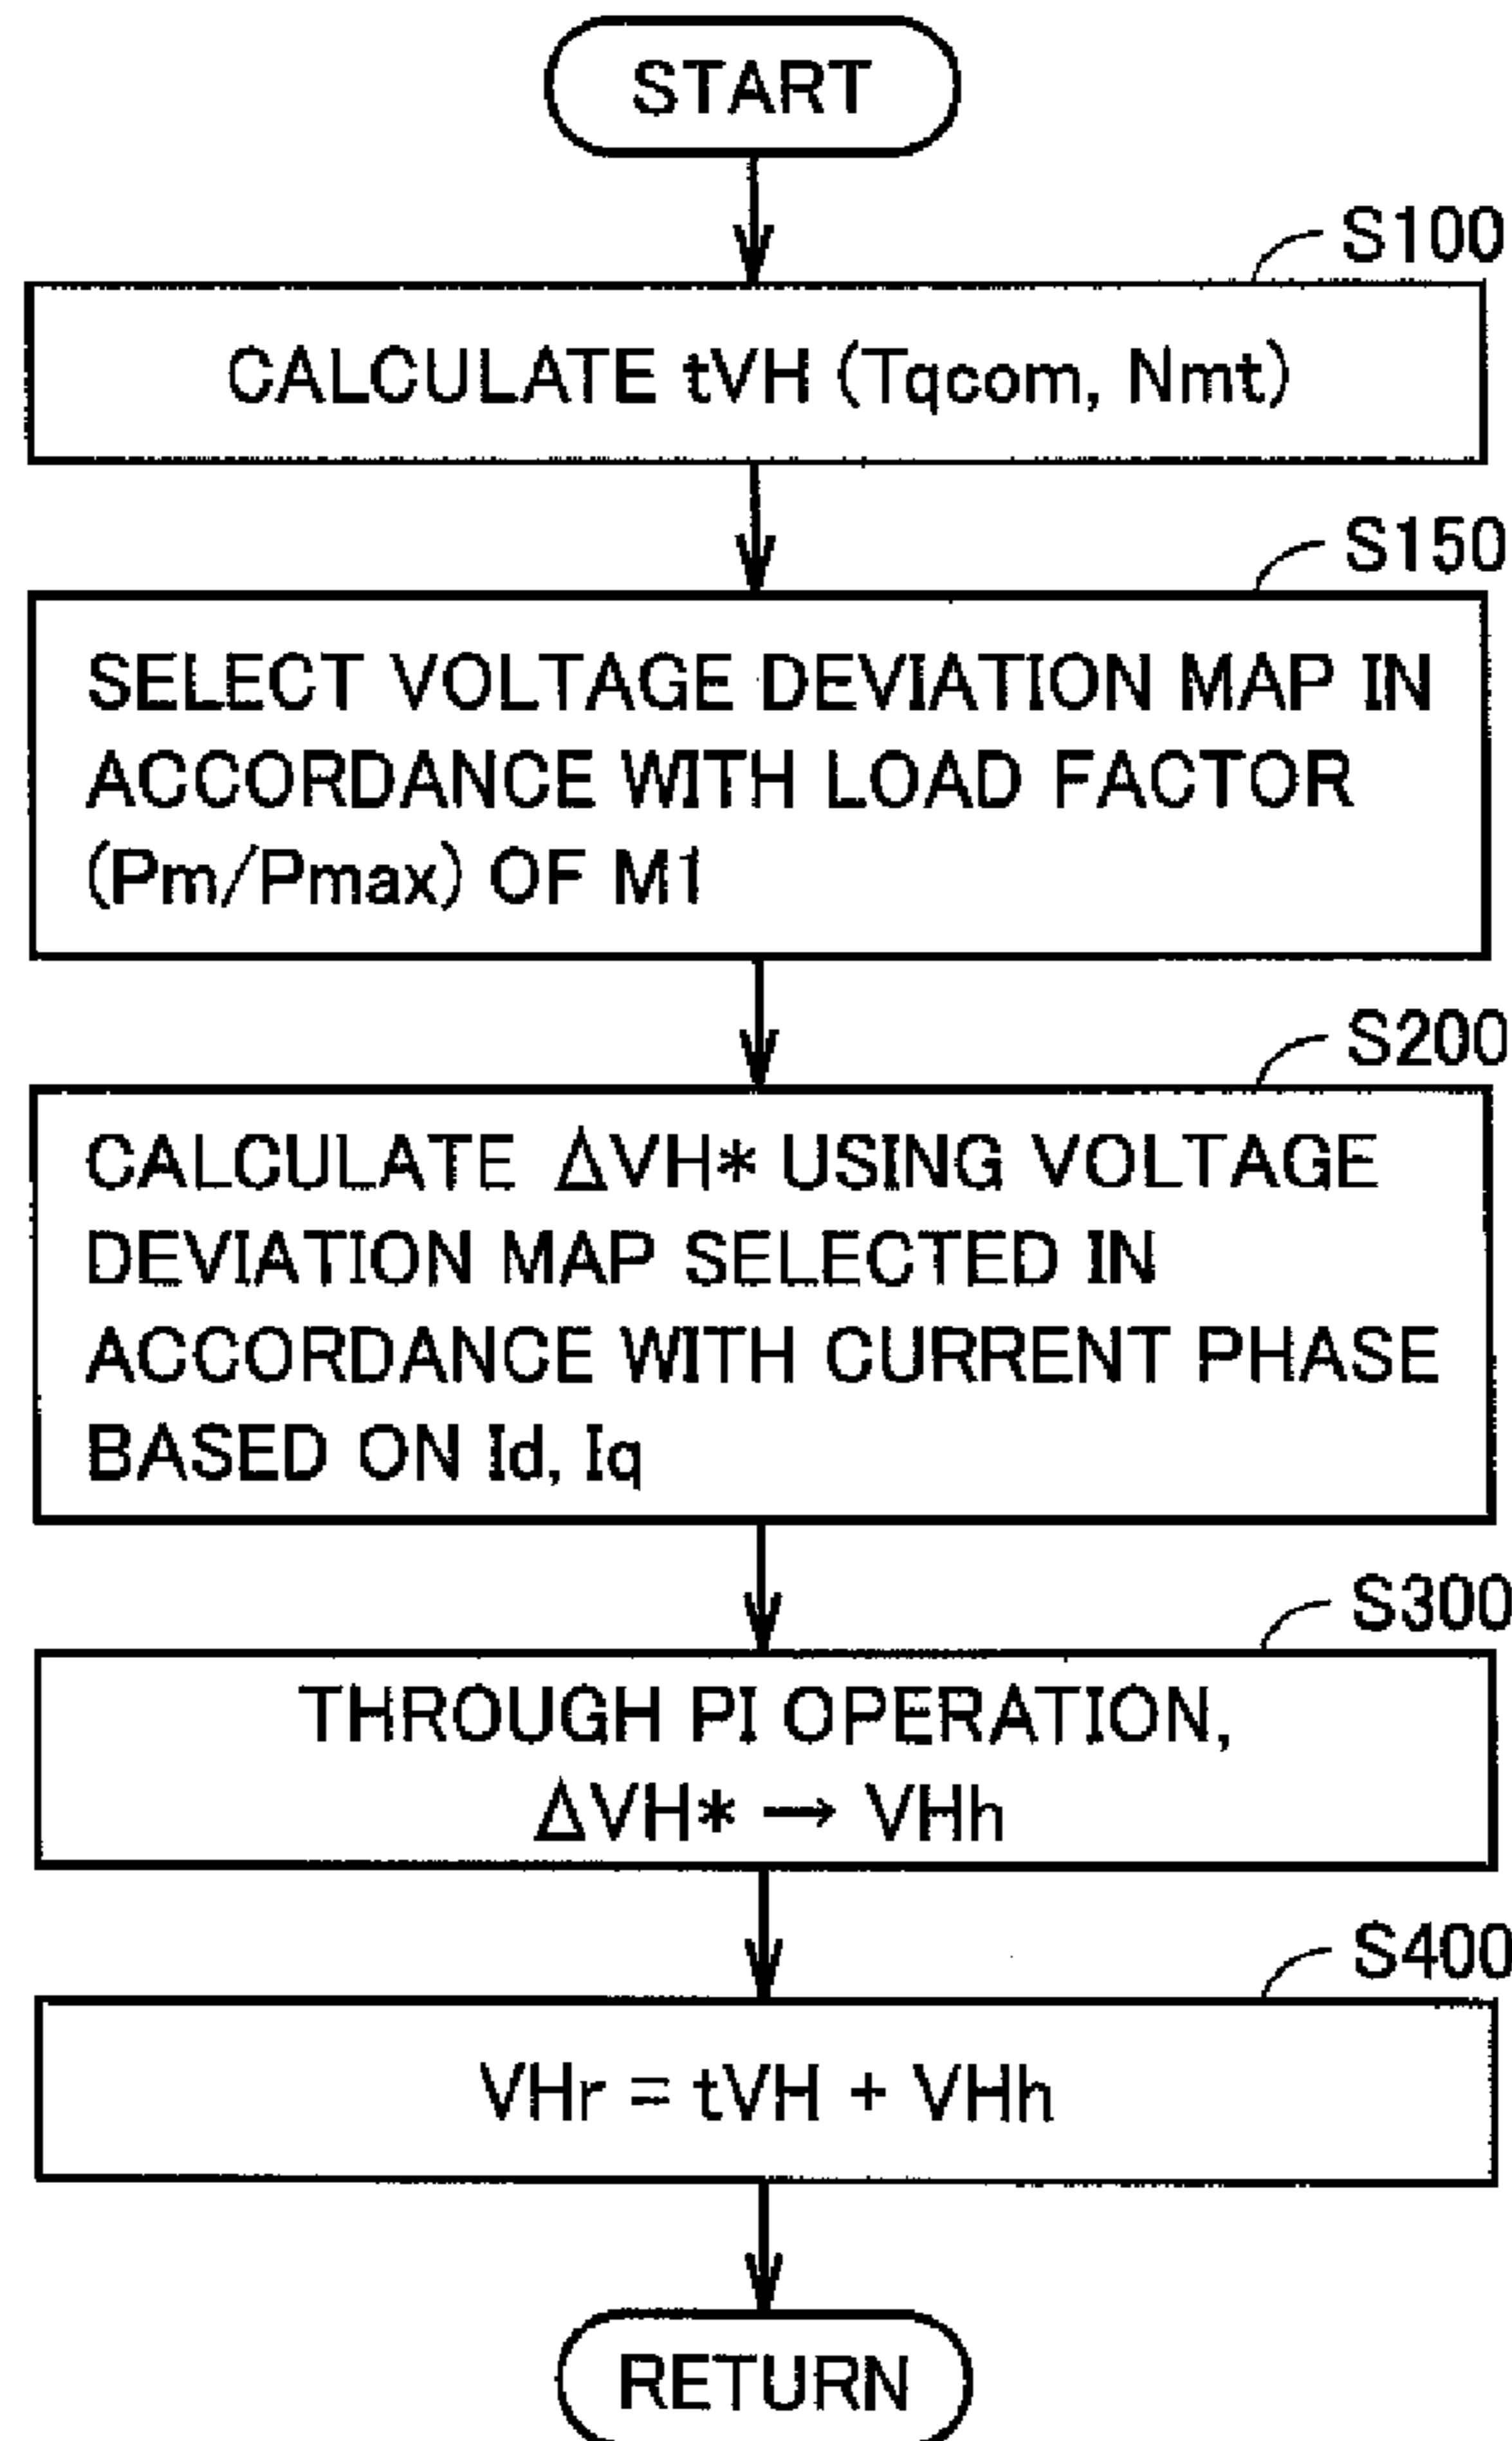 START
S100
CALCULATE tVH (Tqcom, Nmt)
S150
SELECT VOLTAGE DEVIATION MAP IN
ACCORDANCE WITH LOAD FACTOR
(Pm/Pmax) OF M1
S200
CALCULATE ΔVH* USING VOLTAGE
DEVIATION MAP SELECTED IN
ACCORDANCE WITH CURRENT PHASE
BASED ON Id, Iq
S300
THROUGH PI OPERATION,
ΔVH* → VHh
S400
VHr = tVH + VHh
RETURN